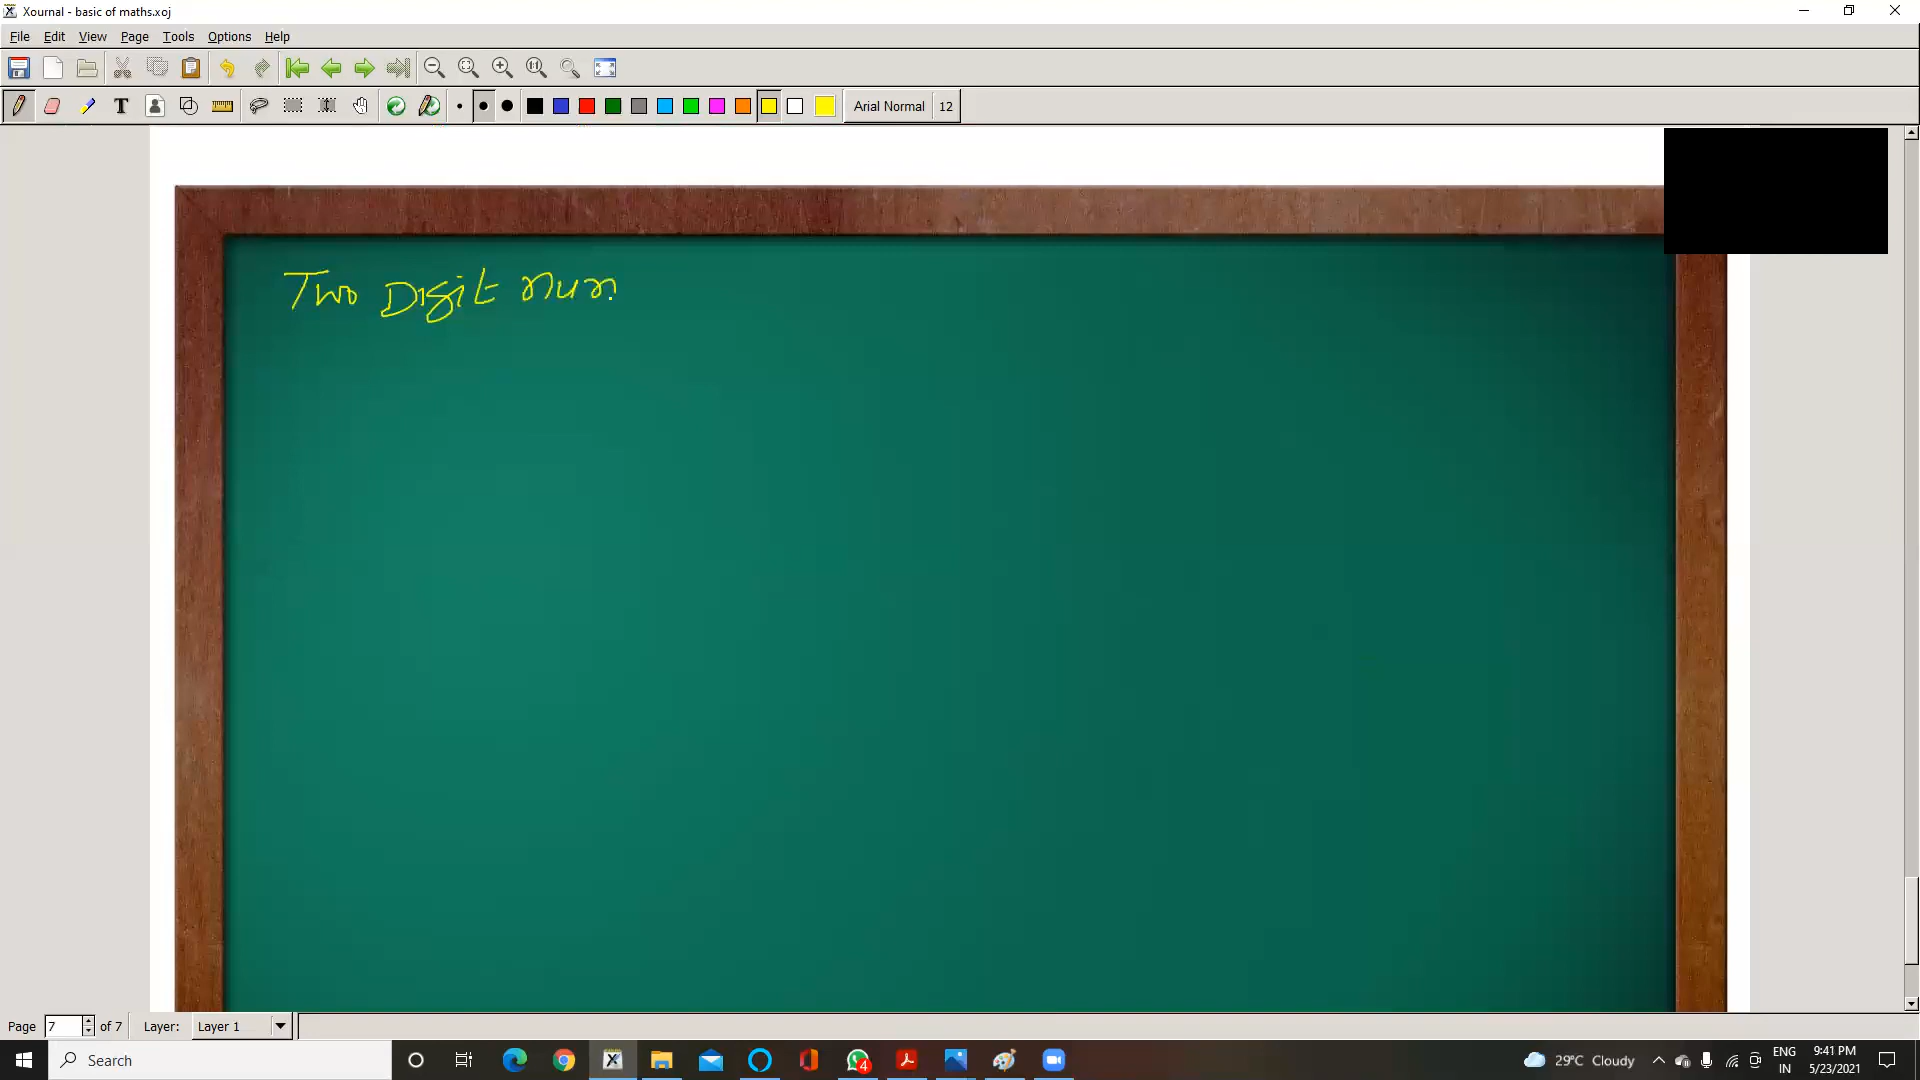 Xournal - basic of maths.xoj
File Edit View Page Tools Options Help
T Arial Normal 12
Two Digit num
Page 7 of 7 Layer: Layer 1
Search 4 29°C Cloudy ENG IN 9:41 PM 5/23/2021